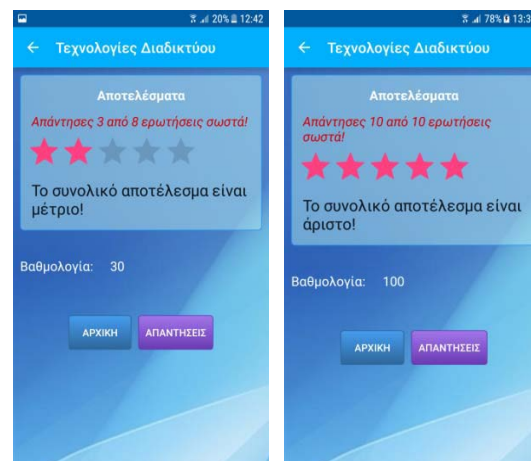 20% 12:42
Τεχνολογίες Διαδικτύου
Αποτελέσματα
Απάντησες 3 από 8 ερωτήσεις σωστά!
Το συνολικό αποτέλεσμα είναι
μέτριο!
Βαθμολογία: 30
ΑΡΧΙΚΗ ΑΠΑΝΤΗΣΕΙΣ
78% 13:3
Τεχνολογίες Διαδικτύου
Αποτελέσματα
Απάντησες 10 από 10 ερωτήσεις
σωστά!
Το συνολικό αποτέλεσμα είναι
άριστο!
Βαθμολογία: 100
ΑΡΧΙΚΗ ΑΠΑΝΤΗΣΕΙΣ